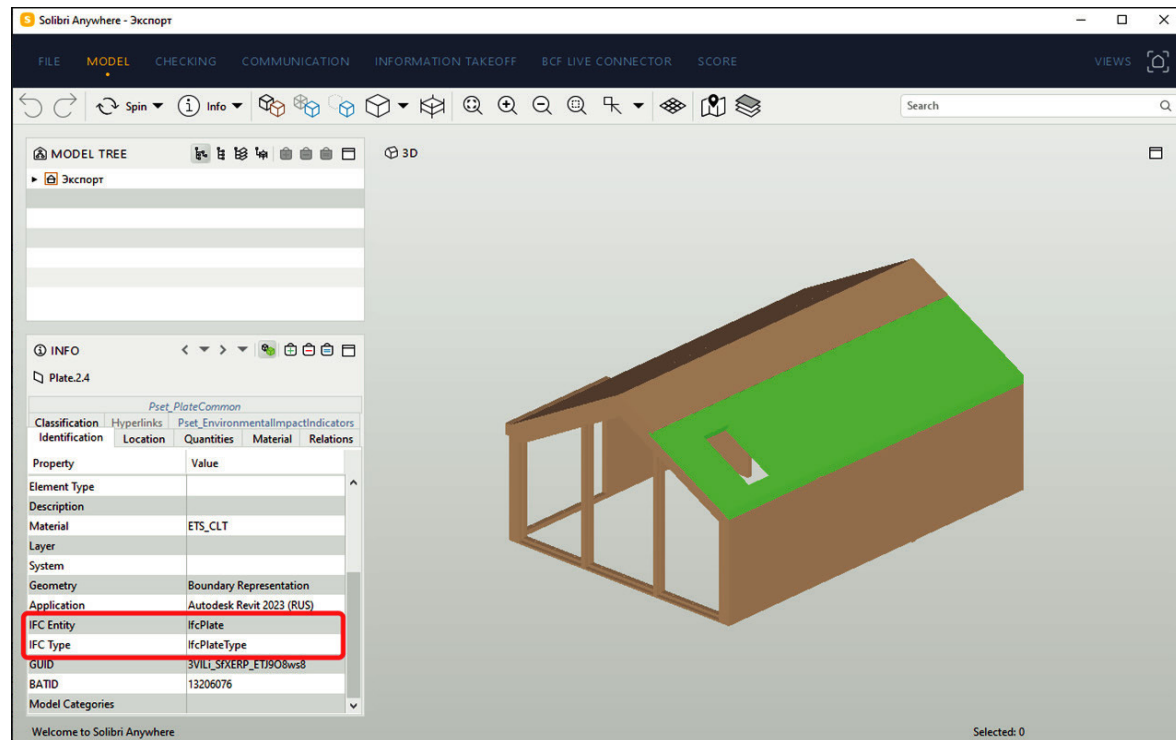 Solibri Anywhere - Экспорт
FILE MODEL CHECKING COMMUNICATION INFORMATION TAKEOFF BCF LIVE CONNECTOR SCORE VIEWS
Spin Info Search
MODEL TREE
Экспорт
3D
INFO
Plate.2.4
Pset_PlateCommon
Classification Hyperlinks Pset_EnvironmentalImpactIndicators
Identification Location Quantities Material Relations
Property Value
Element Type
Description
Material ETS_CLT
Layer
System
Geometry Boundary Representation
Application Autodesk Revit 2023 (RUS)
IFC Entity IfcPlate
IFC Type IfcPlateType
GUID
BATID 13206076
Model Categories
Welcome to Solibri Anywhere Selected: 0